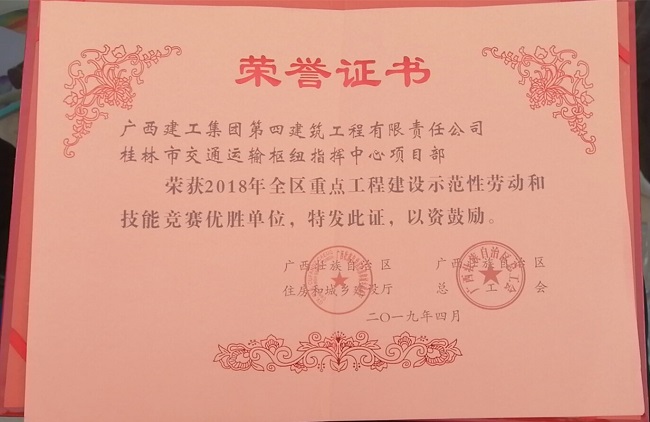 荣誉证书
广西建工集团第四建筑工程有限责任公司
桂林市交通运输枢纽指挥中心项目部
荣获2018年全区重点工程建设示范性劳动和
技能竞赛优胜单位，特发此证，以资鼓励。
广西壮族自治区 广西壮族自治区
住房和城乡建设厅 总工会
二〇一九年四月